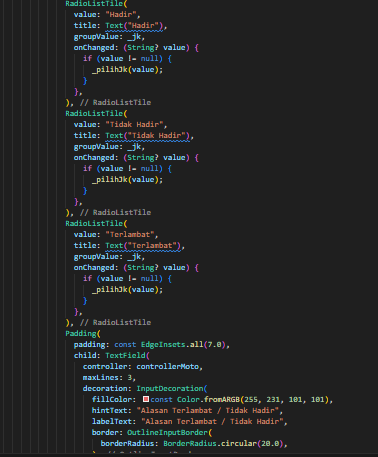 RadioListTile(
value: "Hadir",
title: Text("Hadir"),
groupValue: _jk,
onChanged: (String? value) {
if (value != null) {
_pilihJk(value);
}
},
), // RadioListTile
RadioListTile(
value: "Tidak Hadir",
title: Text("Tidak Hadir"),
groupValue: _jk,
onChanged: (String? value) {
if (value != null) {
_pilihJk(value);
}
},
), // RadioListTile
RadioListTile(
value: "Terlambat",
title: Text("Terlambat"),
groupValue: _jk,
onChanged: (String? value) {
if (value != null) {
_pilihJk(value);
}
},
), // RadioListTile
Padding(
padding: const EdgeInsets.all(7.0),
child: TextField(
controller: controllerMoto,
maxLines: 3,
decoration: InputDecoration(
fillColor: const Color.fromARGB(255, 231, 101, 101),
hintText: "Alasan Terlambat / Tidak Hadir",
labelText: "Alasan Terlambat / Tidak Hadir",
border: OutlineInputBorder(
borderRadius: BorderRadius.circular(20.0),